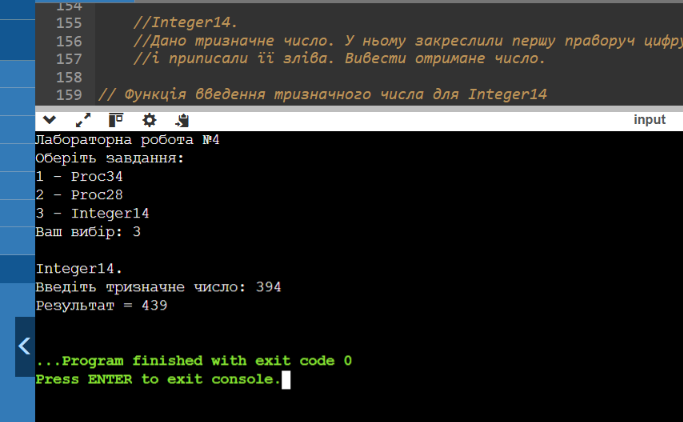 154
155 //Integer14.
156 //Дано тризначне число. У ньому закреслили першу праворуч цифру
157 //і приписали її зліва. Вивести отримане число.
158
159 // Функція введення тризначного числа для Integer14
input
Лабораторна робота №4
Оберіть завдання:
1 - Proc34
2 - Proc28
3 - Integer14
Ваш вибір: 3
Integer14.
Введіть тризначне число: 394
Результат = 439
...Program finished with exit code 0
Press ENTER to exit console.